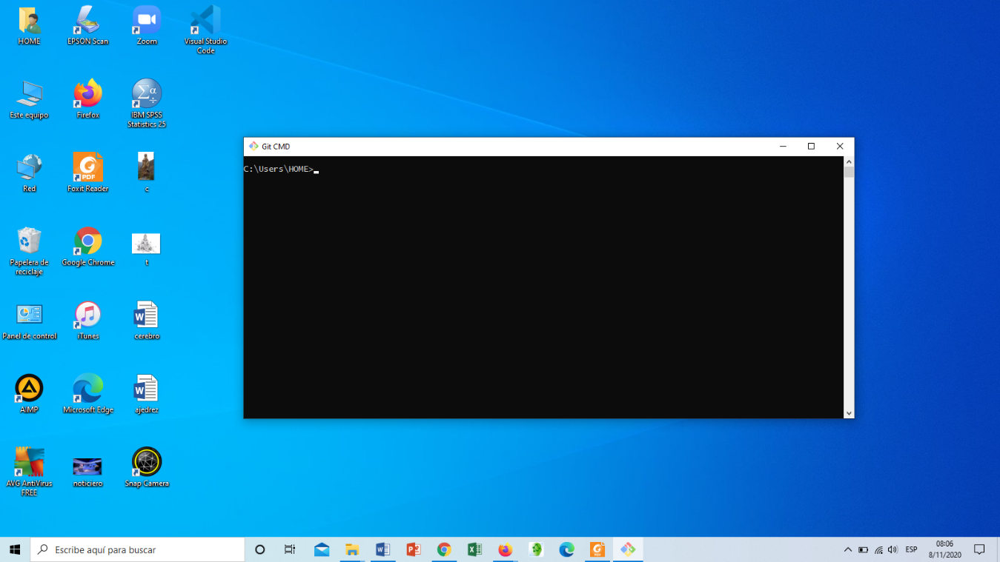 HOME
EPSON Scan
Zoom
Visual Studio
Code
Este equipo
Firefox
IBM SPSS
Statistics 25
Red
Foxit Reader
c
Papelera de
reciclaje
Google Chrome
t
Panel de control
iTunes
cerebro
AIMP
Microsoft Edge
ajedrez
AVG AntiVirus
FREE
noticiero
Snap Camera
Git CMD
C:\Users\HOME>
Escribe aquí para buscar
ESP
08:06
8/11/2020